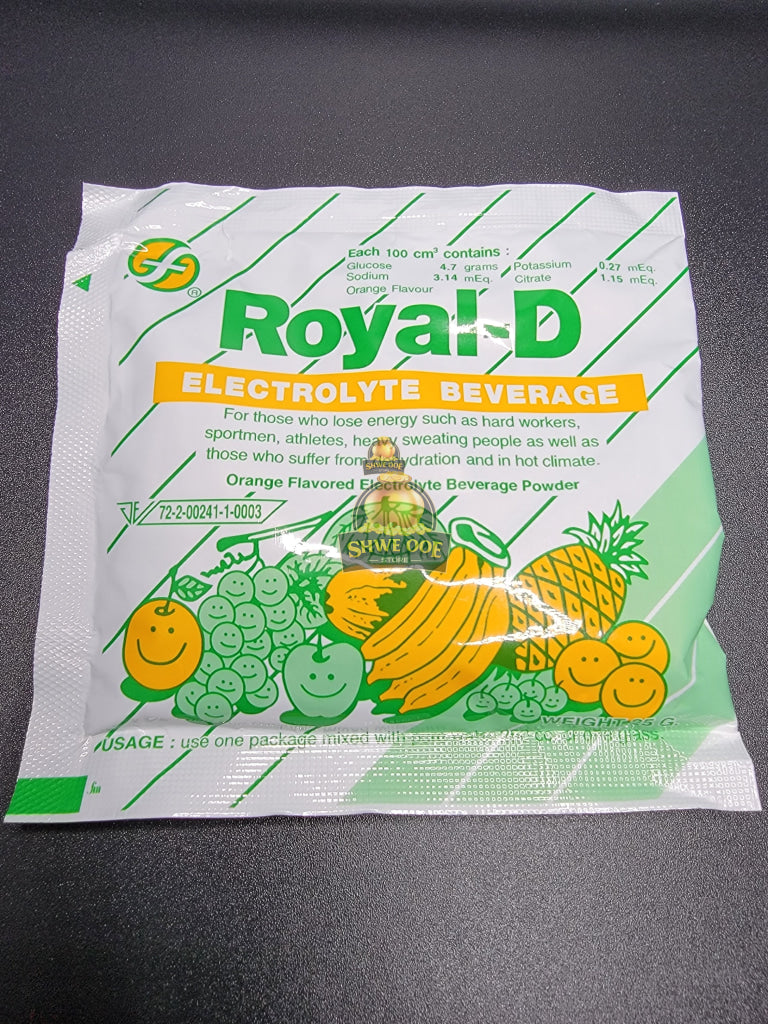 GF
®
Each 100 cm³ contains :
Glucose 4.7 grams Potassium 0.27 mEq.
Sodium 3.14 mEq. Citrate 1.15 mEq.
Orange Flavour
Royal-D
ELECTROLYTE BEVERAGE
For those who lose energy such as hard workers,
sportmen, athletes, heavy sweating people as well as
those who suffer from dehydration and in hot climate.
Orange Flavored Electrolyte Beverage Powder
72-2-00241-1-0003
SHWE OOE
SHWE OOE
STORE
WEIGHT 25 G.
USAGE : use one package mixed with